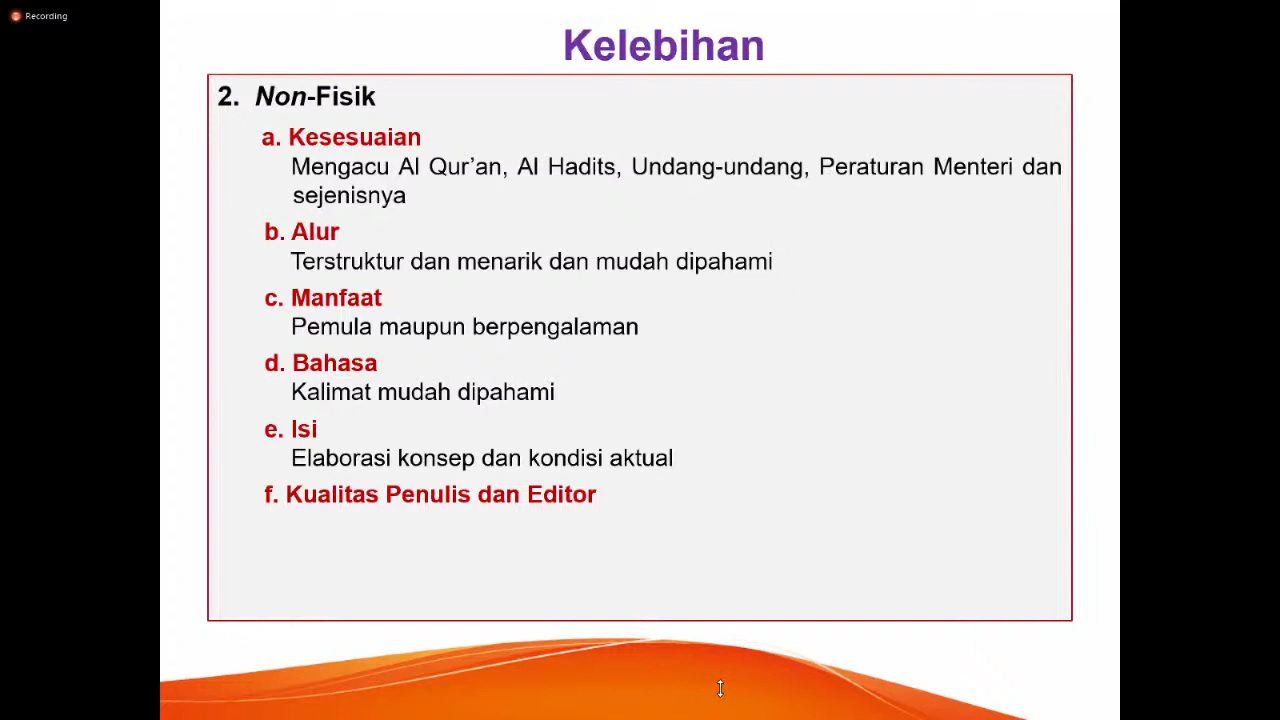 Recording
Kelebihan
2. Non-Fisik
a. Kesesuaian
Mengacu Al Qur’an, Al Hadits, Undang-undang, Peraturan Menteri dan
sejenisnya
b. Alur
Terstruktur dan menarik dan mudah dipahami
c. Manfaat
Pemula maupun berpengalaman
d. Bahasa
Kalimat mudah dipahami
e. Isi
Elaborasi konsep dan kondisi aktual
f. Kualitas Penulis dan Editor